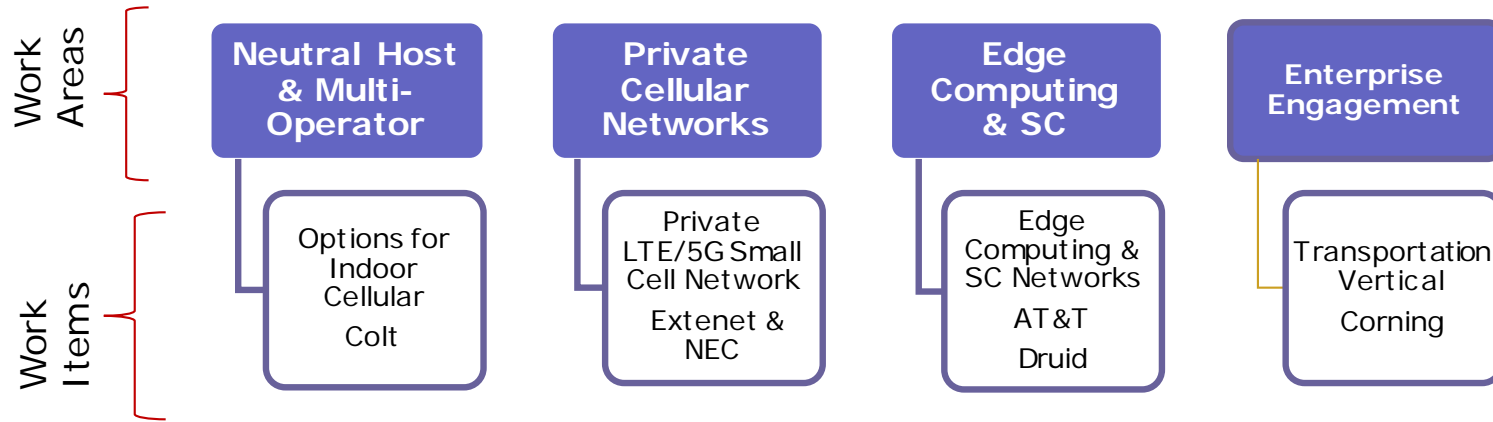 Work
Areas
Neutral Host
& Multi-
Operator
Private
Cellular
Networks
Edge
Computing
& SC
Enterprise
Engagement
Work
Items
Options for
Indoor
Cellular
Colt
Private
LTE/5G Small
Cell Network
Extenet &
NEC
Edge
Computing &
SC Networks
AT&T
Druid
Transportation
Vertical
Corning